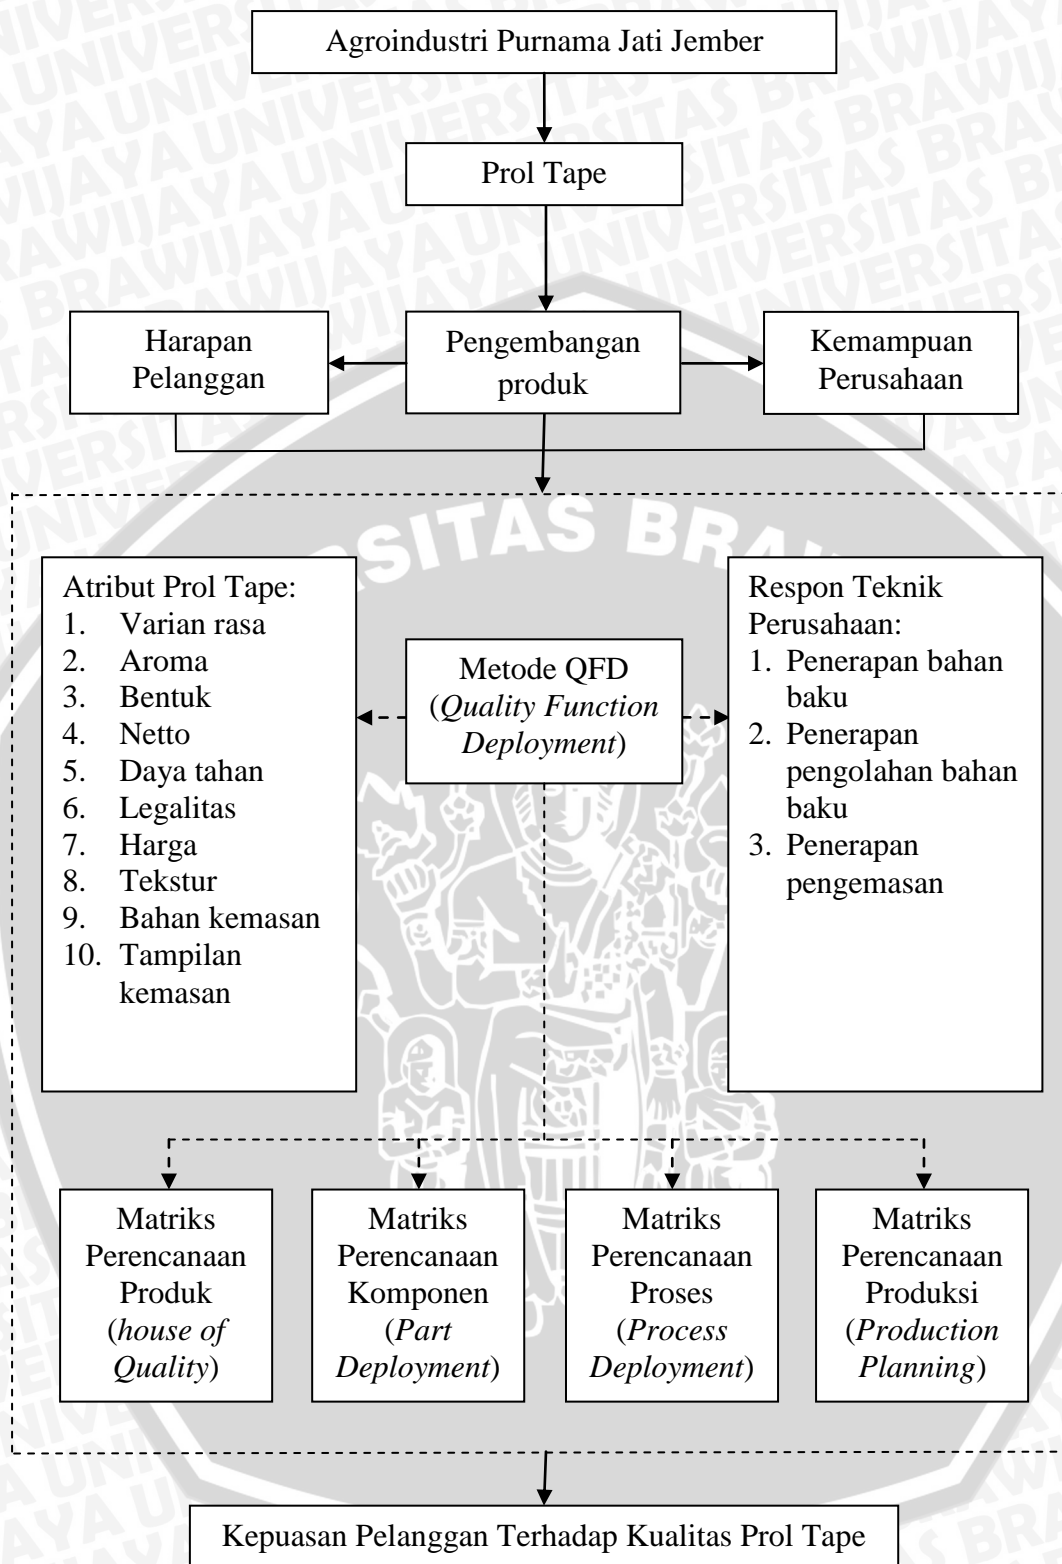 Agroindustri Purnama Jati Jember
Prol Tape
Harapan
Pelanggan
Pengembangan
produk
Kemampuan
Perusahaan
Atribut Prol Tape:
1. Varian rasa
2. Aroma
3. Bentuk
4. Netto
5. Daya tahan
6. Legalitas
7. Harga
8. Tekstur
9. Bahan kemasan
10. Tampilan
kemasan
Metode QFD
(Quality Function
Deployment)
Respon Teknik
Perusahaan:
1. Penerapan bahan
baku
2. Penerapan
pengolahan bahan
baku
3. Penerapan
pengemasan
Matriks
Perencanaan
Produk
(house of
Quality)
Matriks
Perencanaan
Komponen
(Part
Deployment)
Matriks
Perencanaan
Proses
(Process
Deployment)
Matriks
Perencanaan
Produksi
(Production
Planning)
Kepuasan Pelanggan Terhadap Kualitas Prol Tape